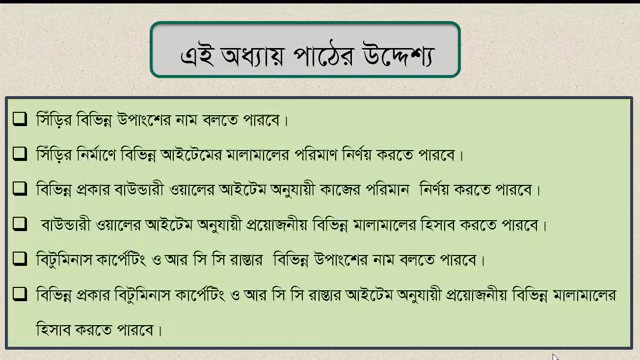 এই অধ্যায় পাঠের উদ্দেশ্য
সিঁড়ির বিভিন্ন উপাংশের নাম বলতে পারবে।
সিঁড়ির নির্মাণে বিভিন্ন আইটেমের মালামালের পরিমাণ নির্ণয় করতে পারবে।
বিভিন্ন প্রকার বাউন্ডারী ওয়ালের আইটেম অনুযায়ী কাজের পরিমান নির্ণয় করতে পারবে।
বাউন্ডারী ওয়ালের আইটেম অনুযায়ী প্রয়োজনীয় বিভিন্ন মালামালের হিসাব করতে পারবে।
বিটুমিনাস কার্পেটিং ও আর সি সি রাস্তার বিভিন্ন উপাংশের নাম বলতে পারবে।
বিভিন্ন প্রকার বিটুমিনাস কার্পেটিং ও আর সি সি রাস্তার আইটেম অনুযায়ী প্রয়োজনীয় বিভিন্ন মালামালের
হিসাব করতে পারবে।